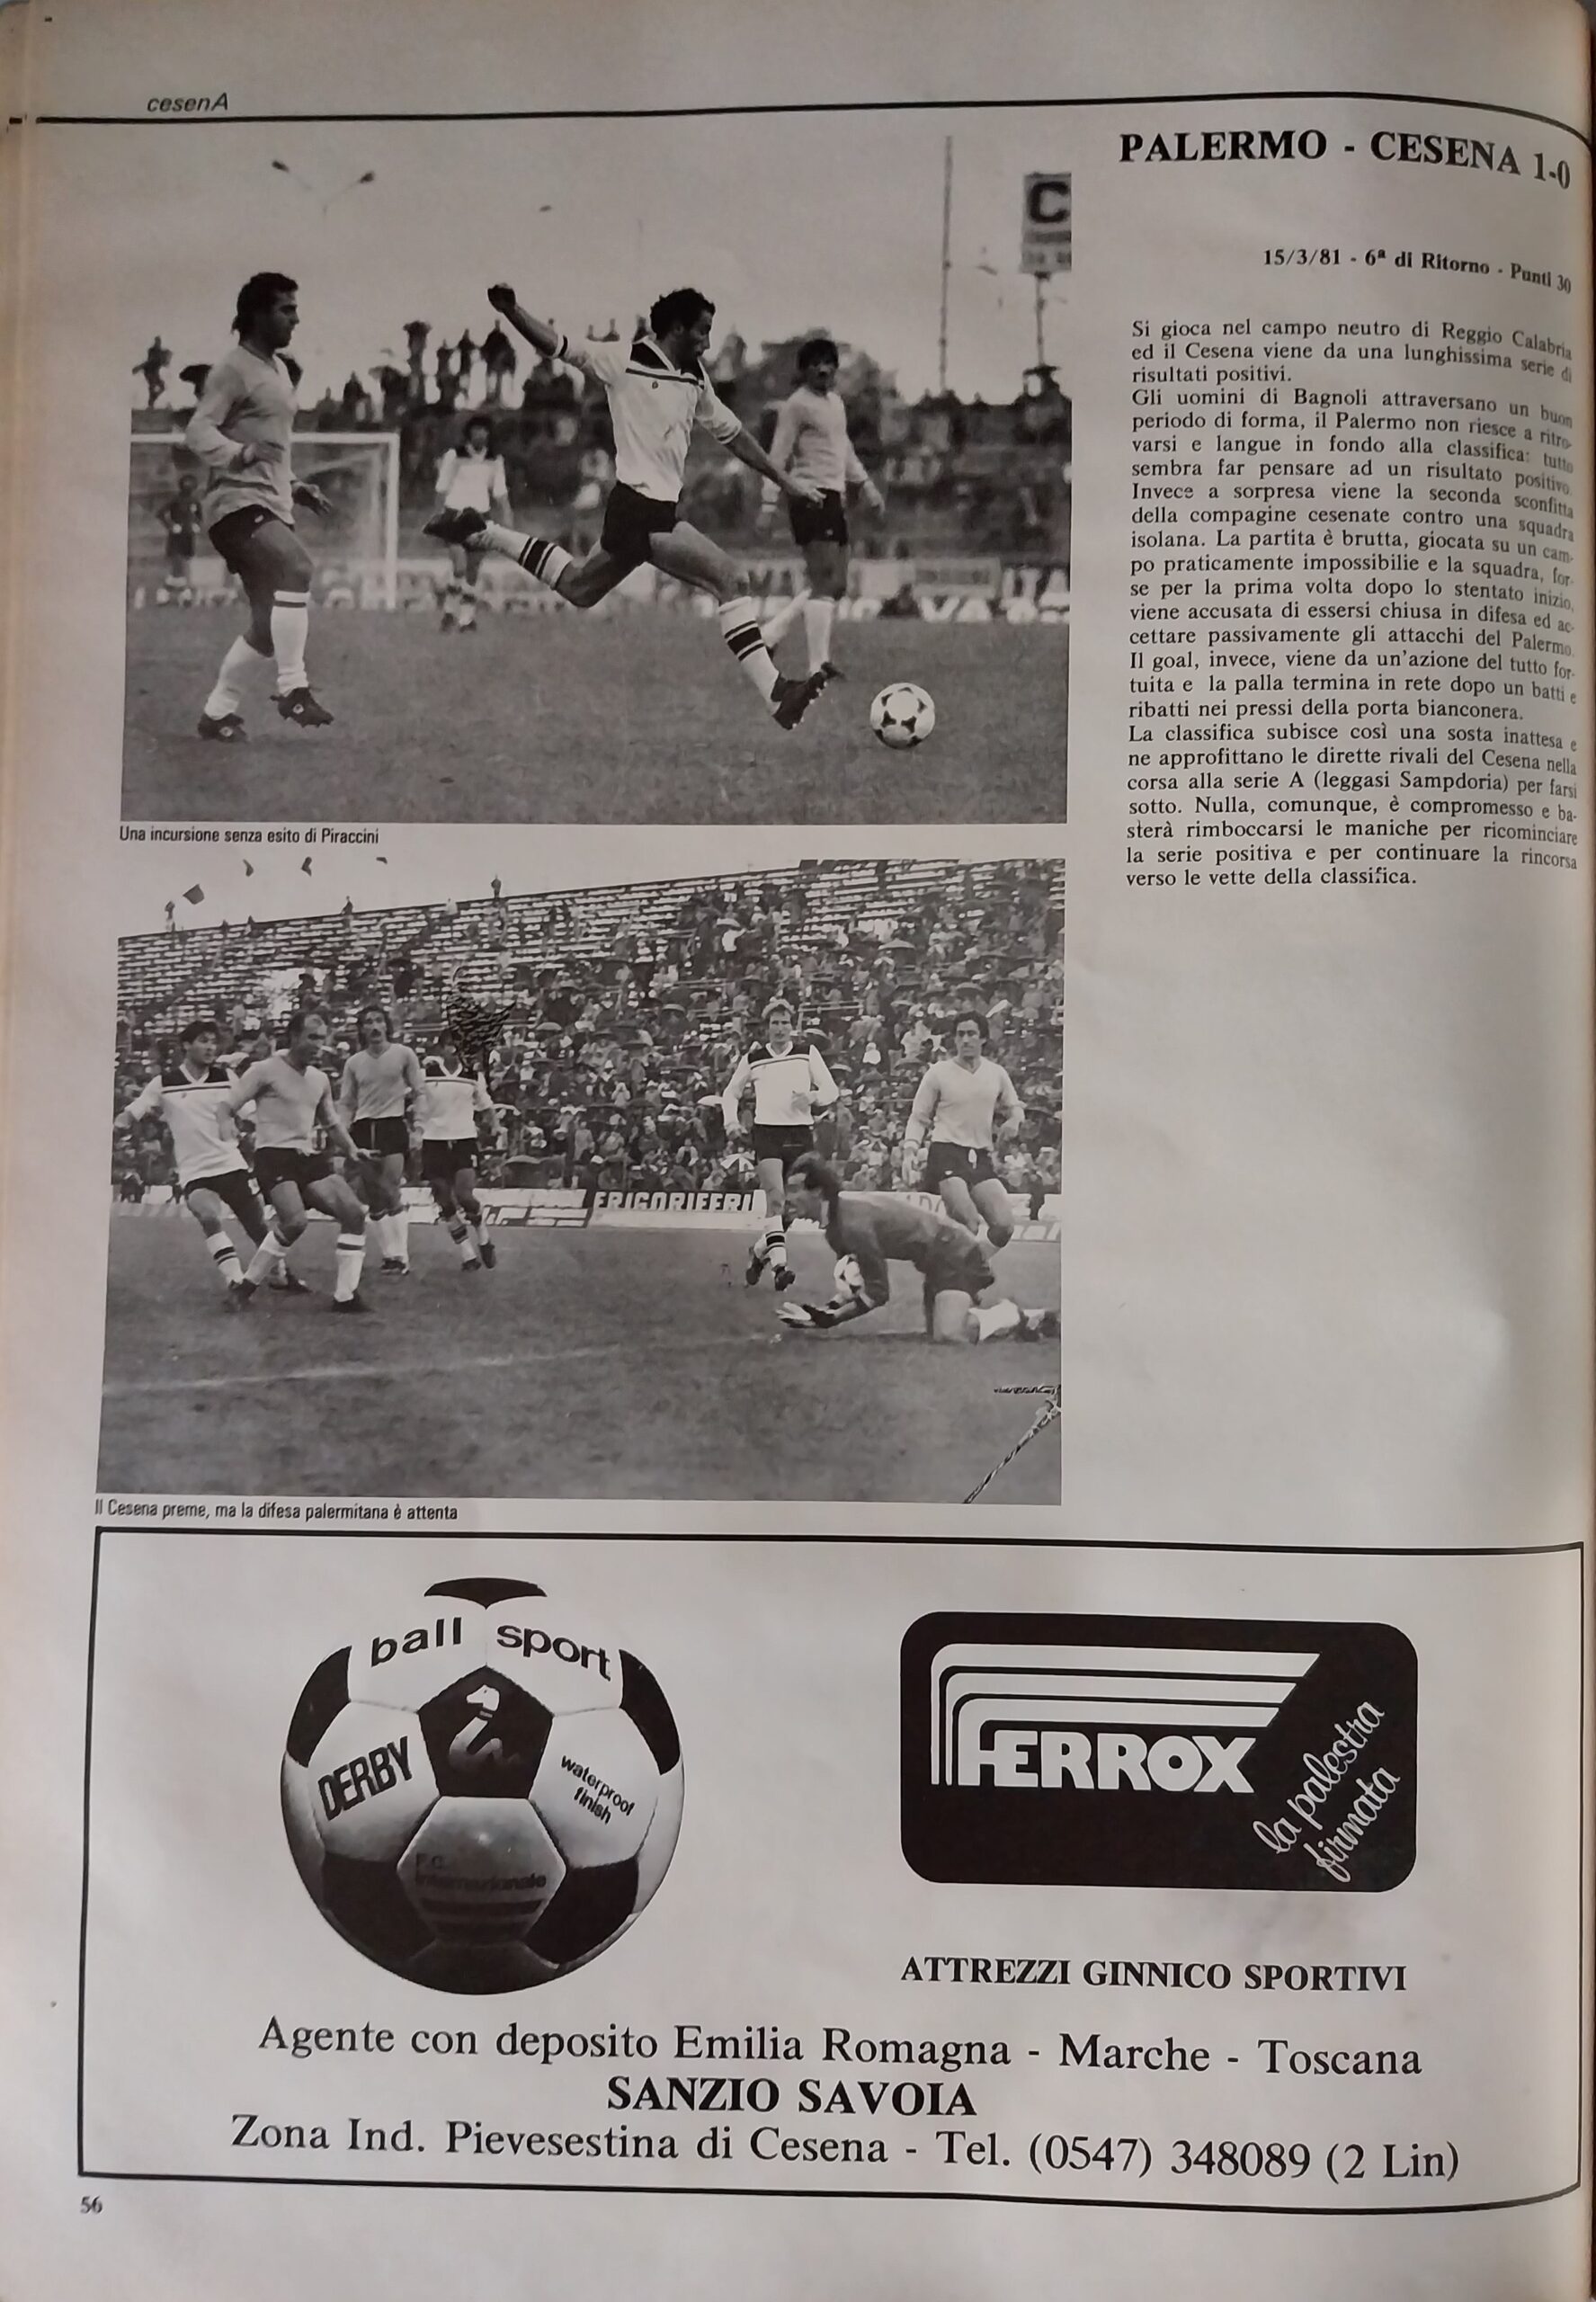 cesenA
PALERMO - CESENA 1-0
15/3/81 - 6ª di Ritorno - Punti 30
Si gioca nel campo neutro di Reggio Calabria
ed il Cesena viene da una lunghissima serie di
risultati positivi.
Gli uomini di Bagnoli attraversano un buon
periodo di forma, il Palermo non riesce a ritro-
varsi e langue in fondo alla classifica: tutto
sembra far pensare ad un risultato positivo.
Invece a sorpresa viene la seconda sconfitta
della compagine cesenate contro una squadra
isolana. La partita è brutta, giocata su un cam-
po praticamente impossibilie e la squadra, for-
se per la prima volta dopo lo stentato inizio,
viene accusata di essersi chiusa in difesa ed ac-
cettare passivamente gli attacchi del Palermo.
Il goal, invece, viene da un'azione del tutto for-
tuita e la palla termina in rete dopo un batti e
ribatti nei pressi della porta bianconera.
La classifica subisce così una sosta inattesa e
ne approfittano le dirette rivali del Cesena nella
corsa alla serie A (leggasi Sampdoria) per farsi
sotto. Nulla, comunque, è compromesso e ba-
sterà rimboccarsi le maniche per ricominciare
la serie positiva e per continuare la rincorsa
verso le vette della classifica.
C
Una incursione senza esito di Piraccini
FRIGORIFERI
Il Cesena preme, ma la difesa palermitana è attenta
ball sport
DERBY
waterproof
finish
F.C.
Internazionale
FERROX
la palestra
firmata
ATTREZZI GINNICO SPORTIVI
Agente con deposito Emilia Romagna - Marche - Toscana
SANZIO SAVOIA
Zona Ind. Pievesestina di Cesena - Tel. (0547) 348089 (2 Lin)
56